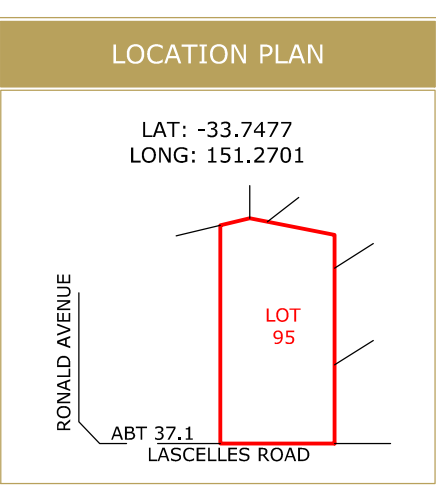 LOCATION PLAN
LAT: -33.7477
LONG: 151.2701
LOT
95
RONALD AVENUE
ABT 37.1
LASCELLES ROAD